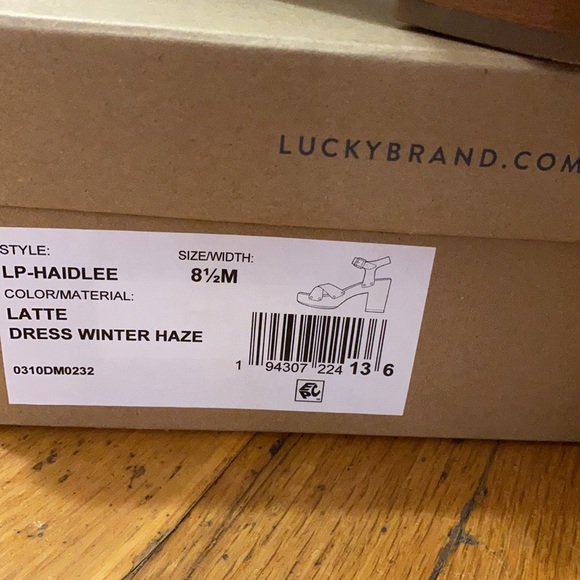 LUCKYBRAND.COM
STYLE:
LP-HAIDLEE
SIZE/WIDTH:
8½M
COLOR/MATERIAL:
LATTE
DRESS WINTER HAZE
0310DM0232
1 94307 224 13 6